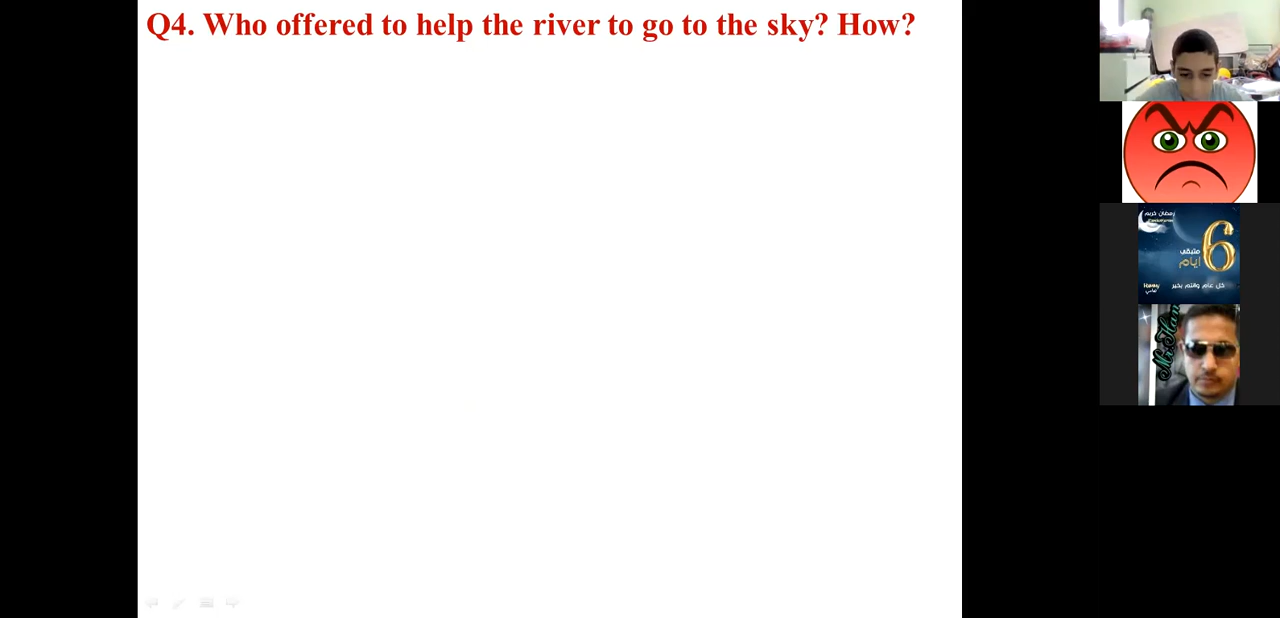 Q4. Who offered to help the river to go to the sky? How?
رمضان كريم
6
متبقي
أيام
كل عام وانتم بخير